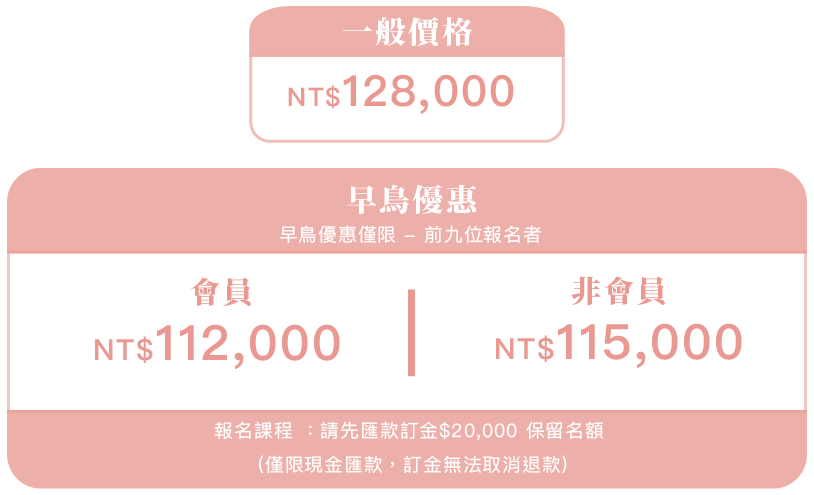 一般價格
NT$128,000
早鳥優惠
早鳥優惠僅限 – 前九位報名者
會員
NT$112,000
非會員
NT$115,000
報名課程 ：請先匯款訂金$20,000 保留名額
(僅限現金匯款，訂金無法取消退款)